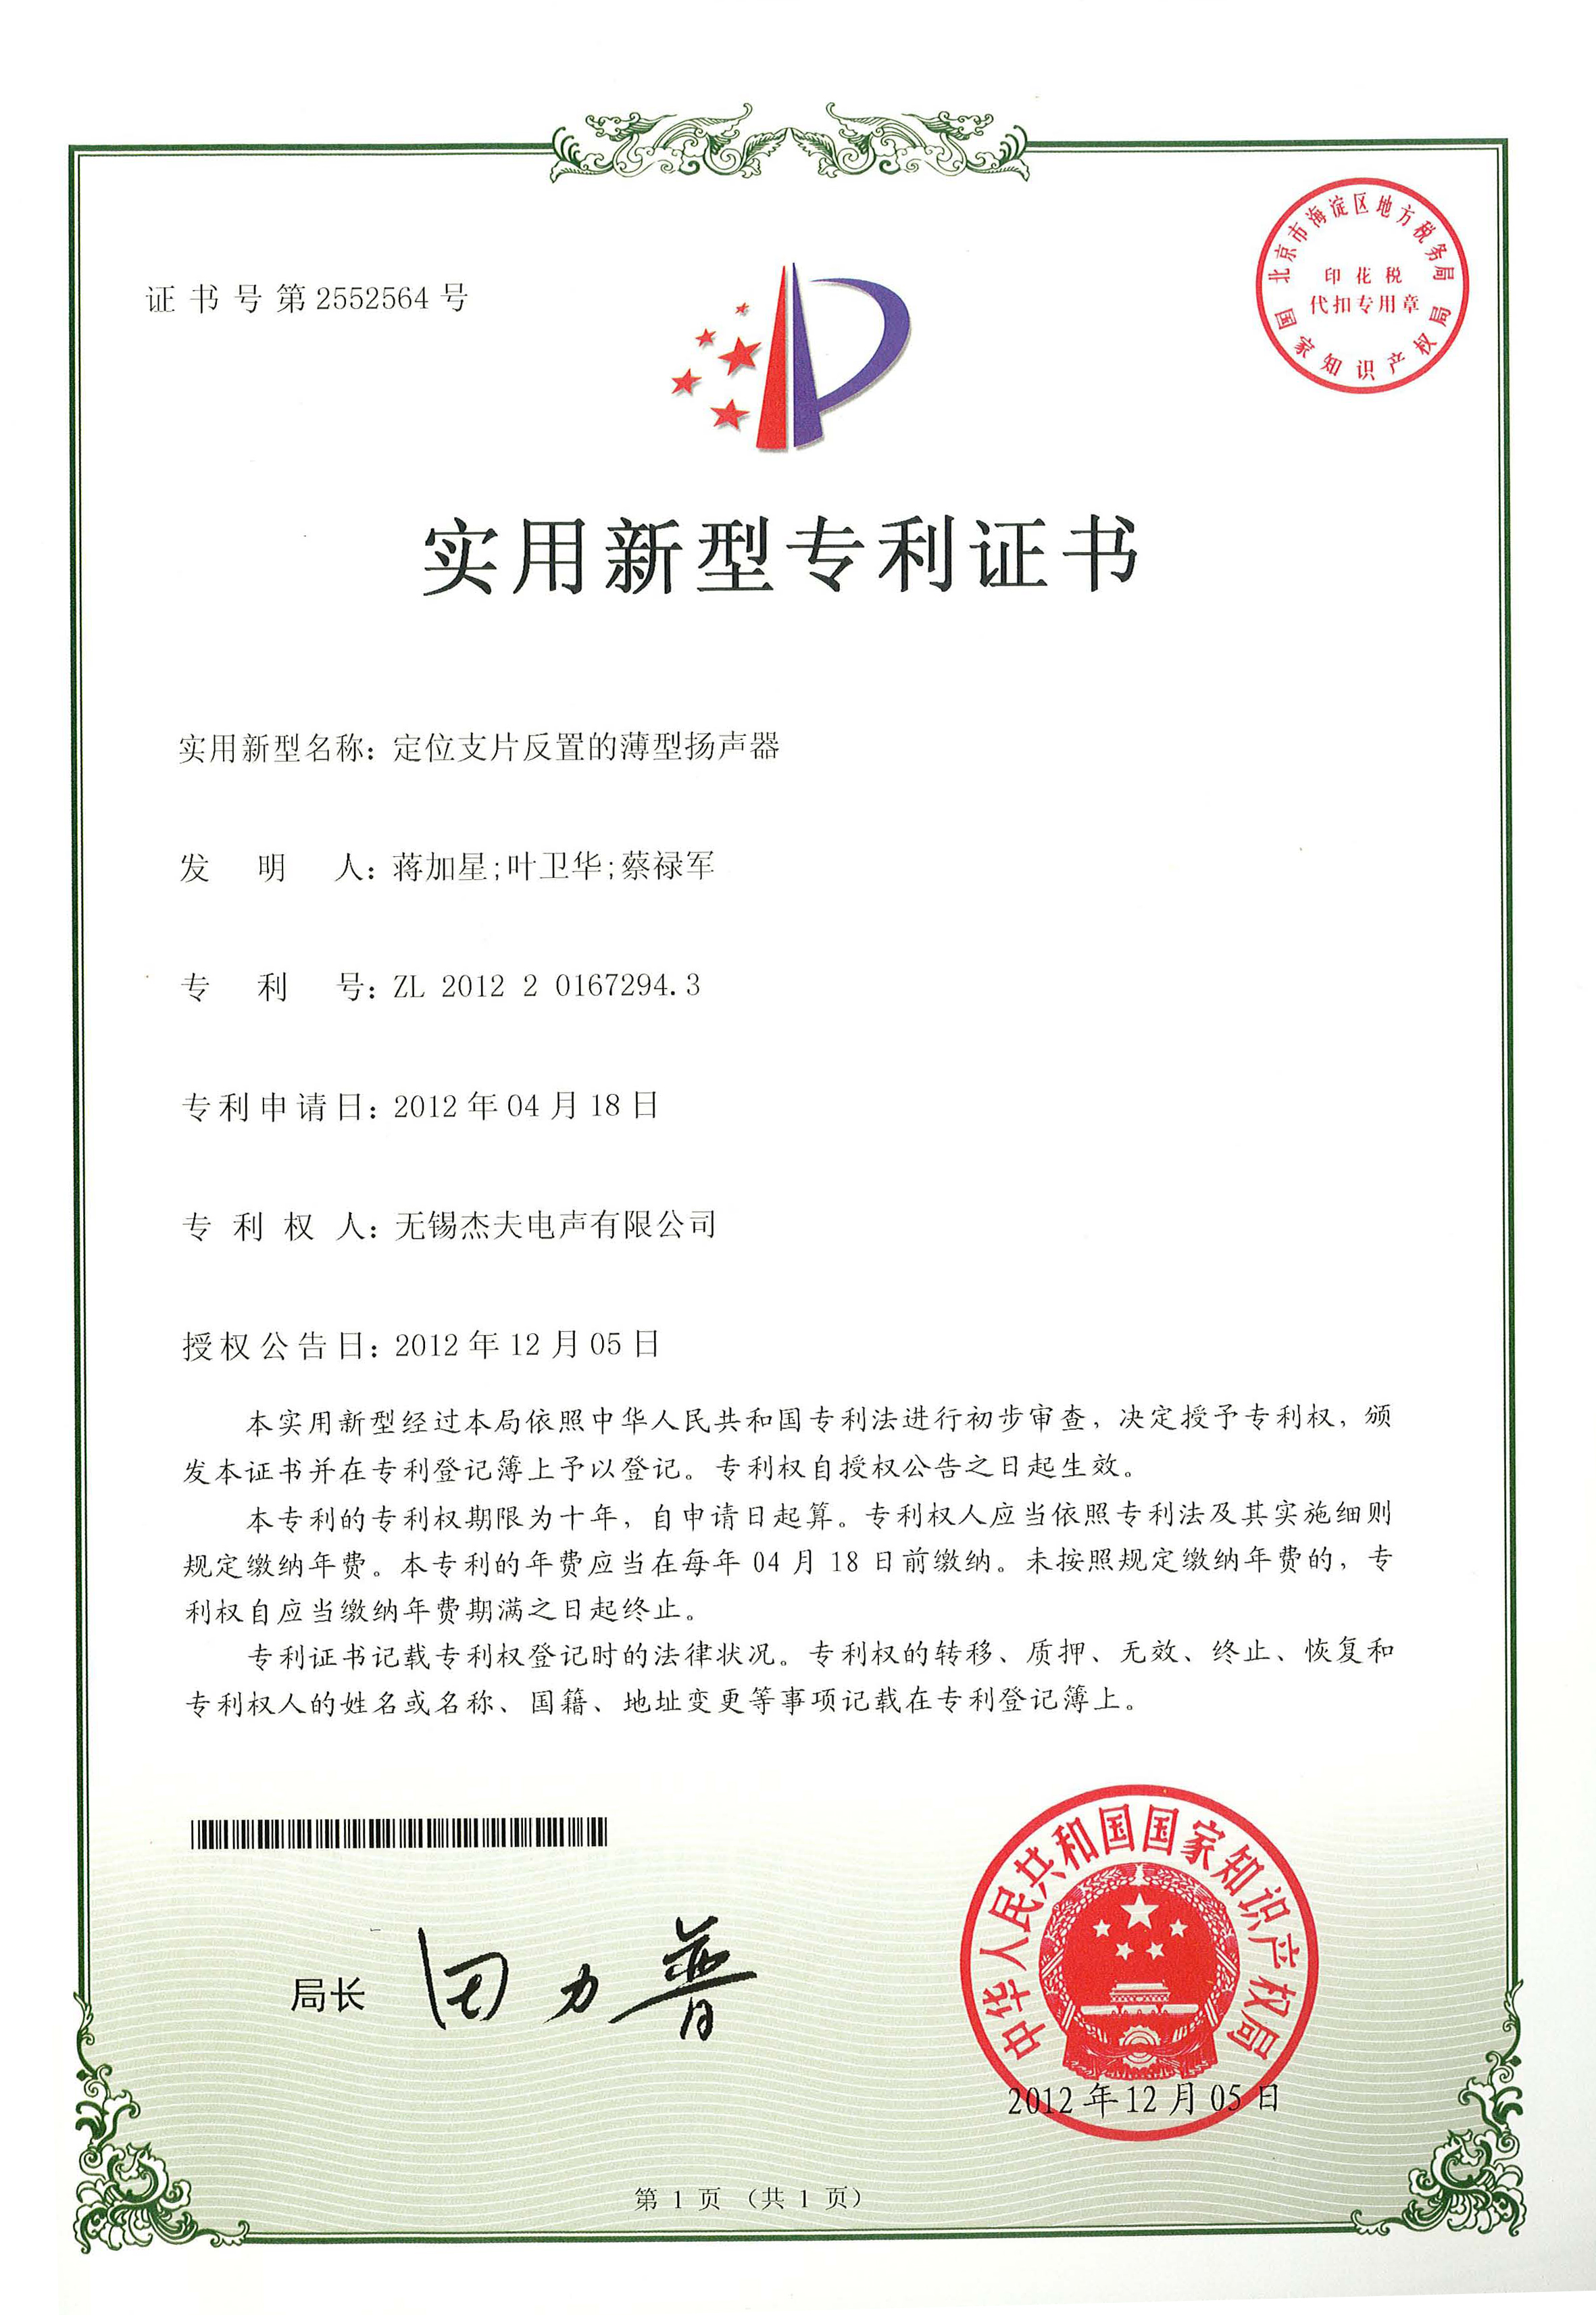 证书号第2552564号
北京市海淀区地方税务局
印花税
代扣专用章
国家知识产权局
实用新型专利证书
实用新型名称：定位支片反置的薄型扬声器
发明人：蒋加星;叶卫华;蔡禄军
专利号：ZL 2012 2 0167294.3
专利申请日：2012年04月18日
专利权人：无锡杰夫电声有限公司
授权公告日：2012年12月05日
本实用新型经过本局依照中华人民共和国专利法进行初步审查，决定授予专利权，颁
发本证书并在专利登记簿上予以登记。专利权自授权公告之日起生效。
本专利的专利权期限为十年，自申请日起算。专利权人应当依照专利法及其实施细则
规定缴纳年费。本专利的年费应当在每年04月18日前缴纳。未按照规定缴纳年费的，专
利权自应当缴纳年费期满之日起终止。
专利证书记载专利权登记时的法律状况。专利权的转移、质押、无效、终止、恢复和
专利权人的姓名或名称、国籍、地址变更等事项记载在专利登记簿上。
局长 田力普
中华人民共和国国家知识产权局
2012年12月05日
第1页（共1页）